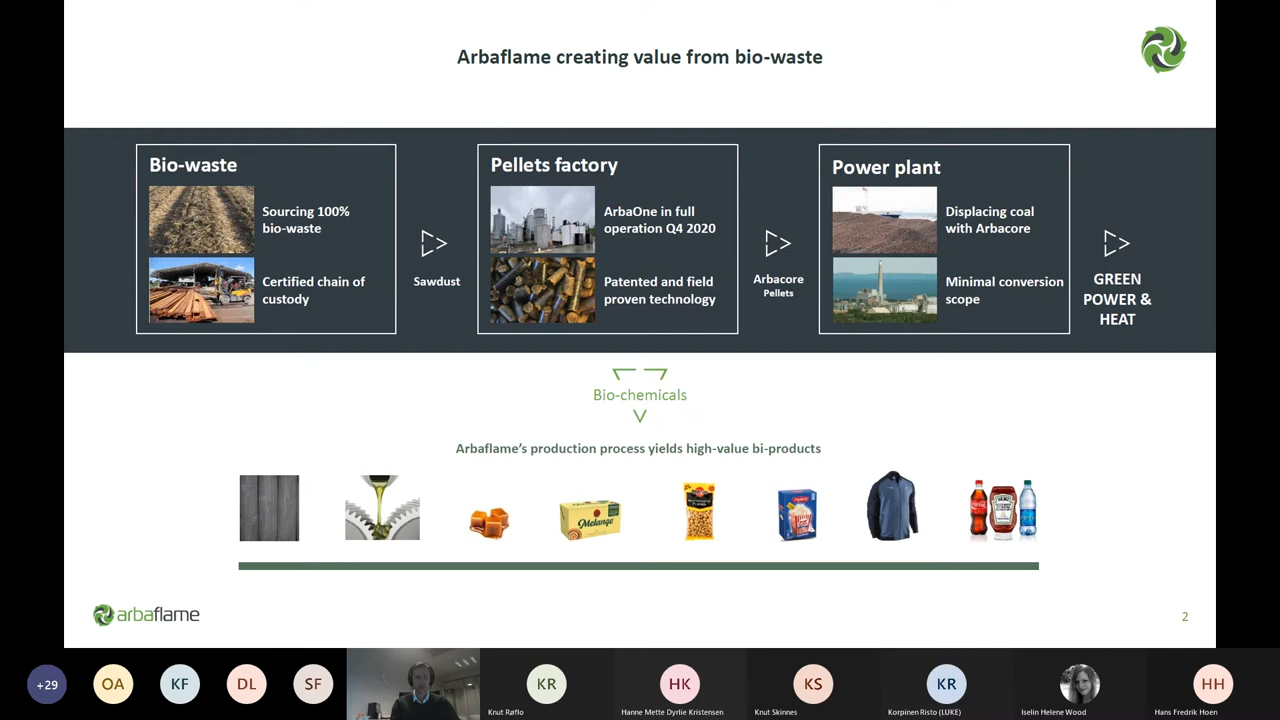 Arbaflame creating value from bio-waste
Bio-waste
Sourcing 100%
bio-waste
Certified chain of
custody
Sawdust
Pellets factory
ArbaOne in full
operation Q4 2020
Patented and field
proven technology
Arbacore
Pellets
Power plant
Displacing coal
with Arbacore
Minimal conversion
scope
GREEN
POWER &
HEAT
Bio-chemicals
Arbaflame's production process yields high-value bi-products
Melange
HEINZ
arbaflame
2
+29
OA
KF
DL
SF
KR
HK
KS
KR
HH
Knut Røflo
Hanne Mette Dyrlie Kristensen
Knut Skinnes
Korpinen Risto (LUKE)
Iselin Helene Wood
Hans Fredrik Hoen